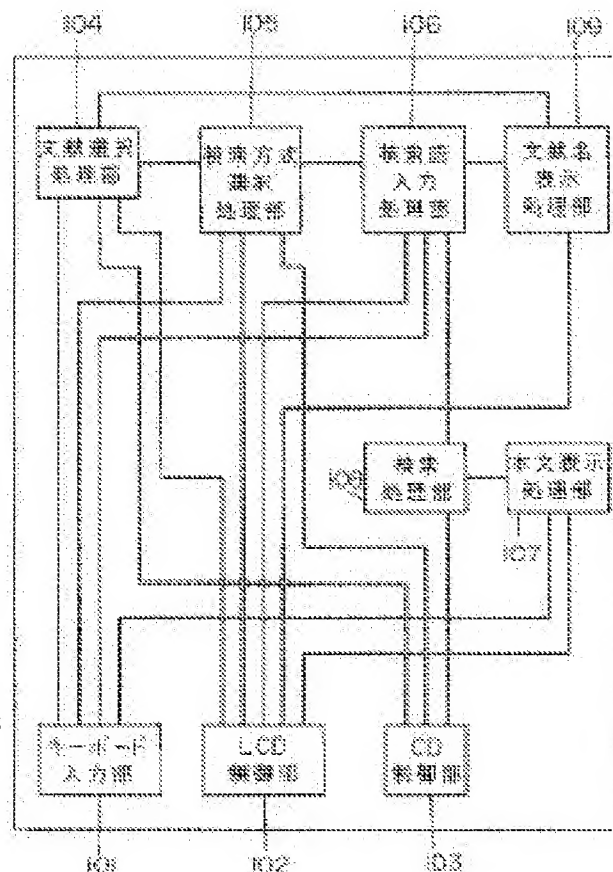 104
105
106
109
文献選択
処理部
検索方式
選択
処理部
検索語
入力
処理部
文献名
表示
処理部
検索
処理部
本文表示
処理部
107
キーボード
入力部
LCD
制御部
CD
制御部
101
102
103